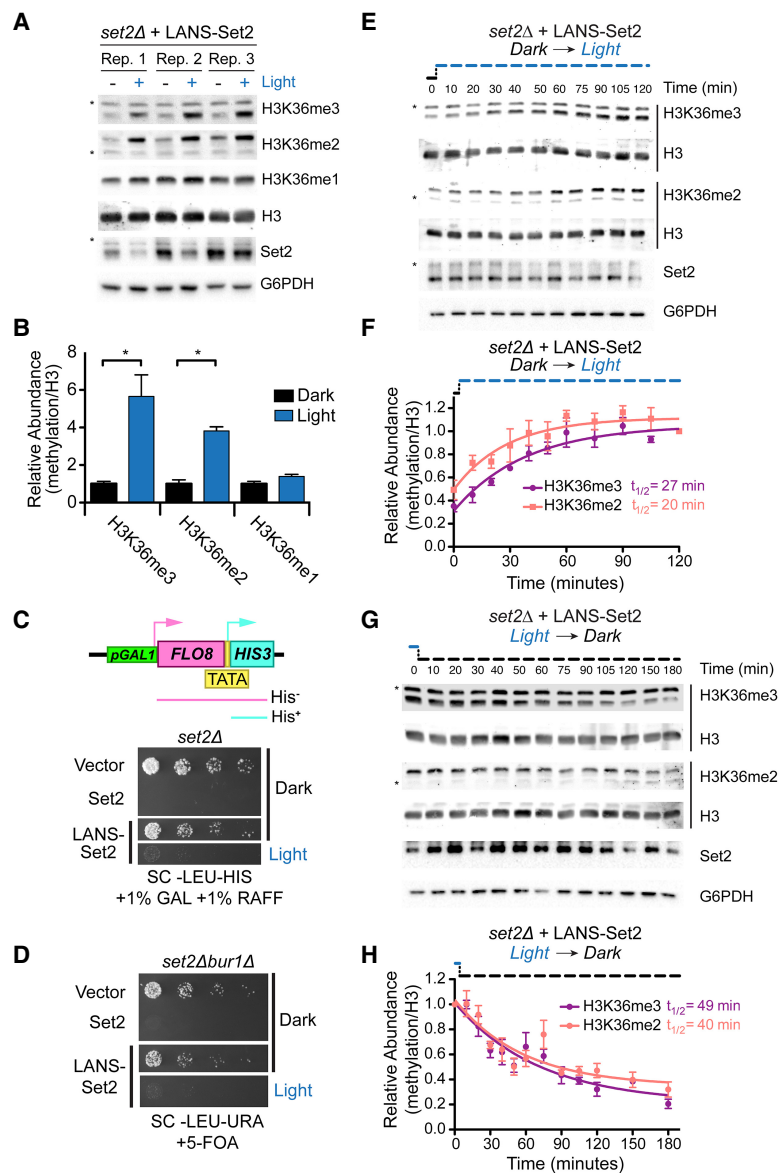 A
set2Δ + LANS-Set2
Rep. 1 Rep. 2 Rep. 3
- + - + - + Light
* H3K36me3
H3K36me2
*
H3K36me1
H3
* Set2
G6PDH
B
Relative Abundance
(methylation/H3)
8
6
4
2
0
* *
Dark
Light
H3K36me3 H3K36me2 H3K36me1
C
pGAL1 FLO8 HIS3
TATA
His-
His+
set2Δ
Vector
Set2
Dark
LANS-
Set2
Light
SC -LEU-HIS
+1% GAL +1% RAFF
D
set2Δbur1Δ
Vector
Set2
Dark
LANS-
Set2
Light
SC -LEU-URA
+5-FOA
E
set2Δ + LANS-Set2
Dark → Light
0 10 20 30 40 50 60 75 90 105 120 Time (min)
* H3K36me3
H3
H3K36me2
*
H3
* Set2
G6PDH
F
set2Δ + LANS-Set2
Dark → Light
Relative Abundance
(methylation/H3)
1.2
1.0
0.8
0.6
0.4
0.2
0.0
H3K36me3 t1/2= 27 min
H3K36me2 t1/2= 20 min
0 30 60 90 120
Time (minutes)
G
set2Δ + LANS-Set2
Light → Dark
0 10 20 30 40 50 60 75 90 105 120 150 180 Time (min)
* H3K36me3
H3
H3K36me2
*
H3
Set2
G6PDH
H
set2Δ + LANS-Set2
Light → Dark
Relative Abundance
(methylation/H3)
1.2
1.0
0.8
0.6
0.4
0.2
0.0
H3K36me3 t1/2= 49 min
H3K36me2 t1/2= 40 min
0 30 60 90 120 150 180
Time (minutes)